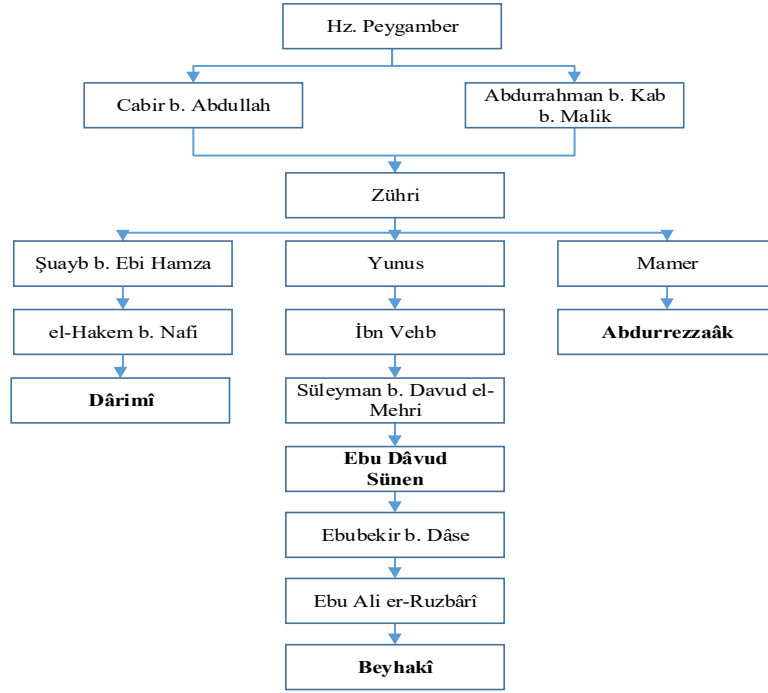 Hz. Peygamber
Cabir b. Abdullah
Abdurrahman b. Kab
b. Malik
Zühri
Şuayb b. Ebi Hamza
Yunus
Mamer
el-Hakem b. Nafi
İbn Vehb
Abdurrezzaâk
Dârimî
Süleyman b. Davud el-
Mehri
Ebu Dâvud
Sünen
Ebubekir b. Dâse
Ebu Ali er-Ruzbârî
Beyhakî